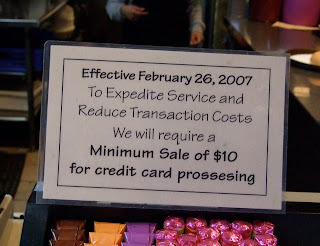 Effective February 26, 2007
To Expedite Service and
Reduce Transaction Costs
We will require a
Minimum Sale of $10
for credit card prossesing